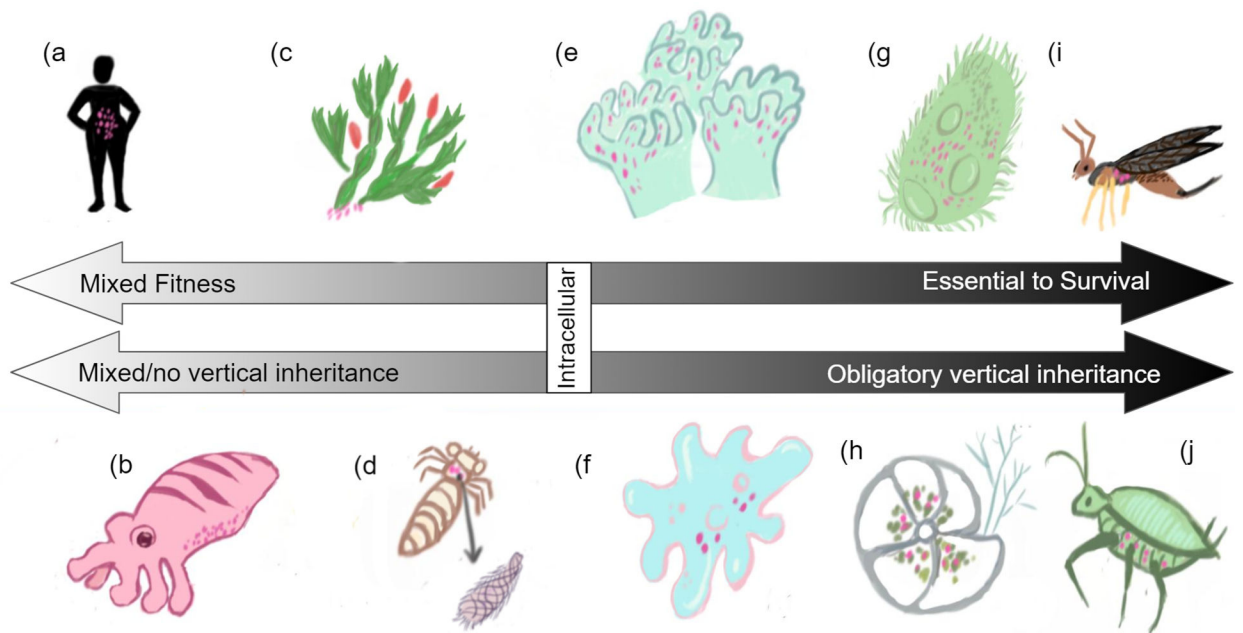 (a
(c
(e
(g
(i
Mixed Fitness
Essential to Survival
Intracellular
Mixed/no vertical inheritance
Obligatory vertical inheritance
(b
(d
(f
(h
(j